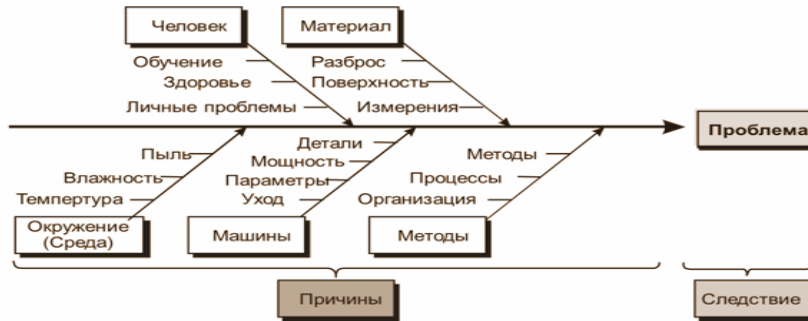 Человек
Материал
Обучение
Здоровье
Личные проблемы
Разброс
Поверхность
Измерения
Проблема
Пыль
Влажность
Темпертура
Окружение
(Среда)
Детали
Мощность
Параметры
Уход
Машины
Методы
Процессы
Организация
Методы
Причины
Следствие